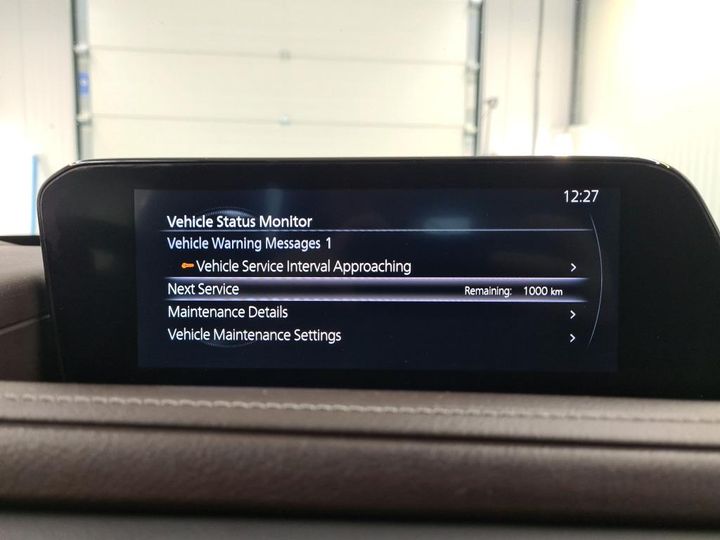 12:27
Vehicle Status Monitor
Vehicle Warning Messages 1
Vehicle Service Interval Approaching
Next Service Remaining: 1000 km
Maintenance Details
Vehicle Maintenance Settings